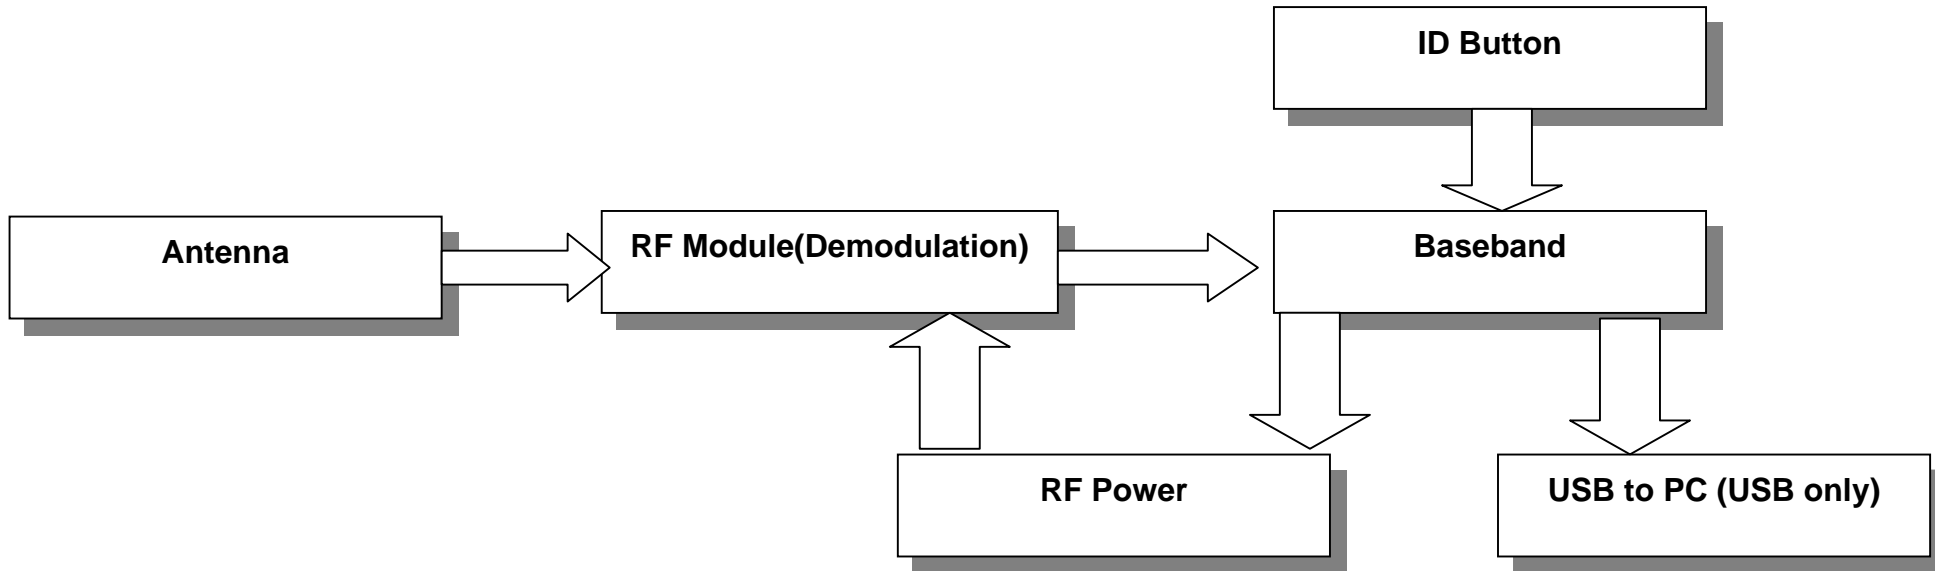 ID Button
Antenna
RF Module(Demodulation)
Baseband
RF Power
USB to PC (USB only)